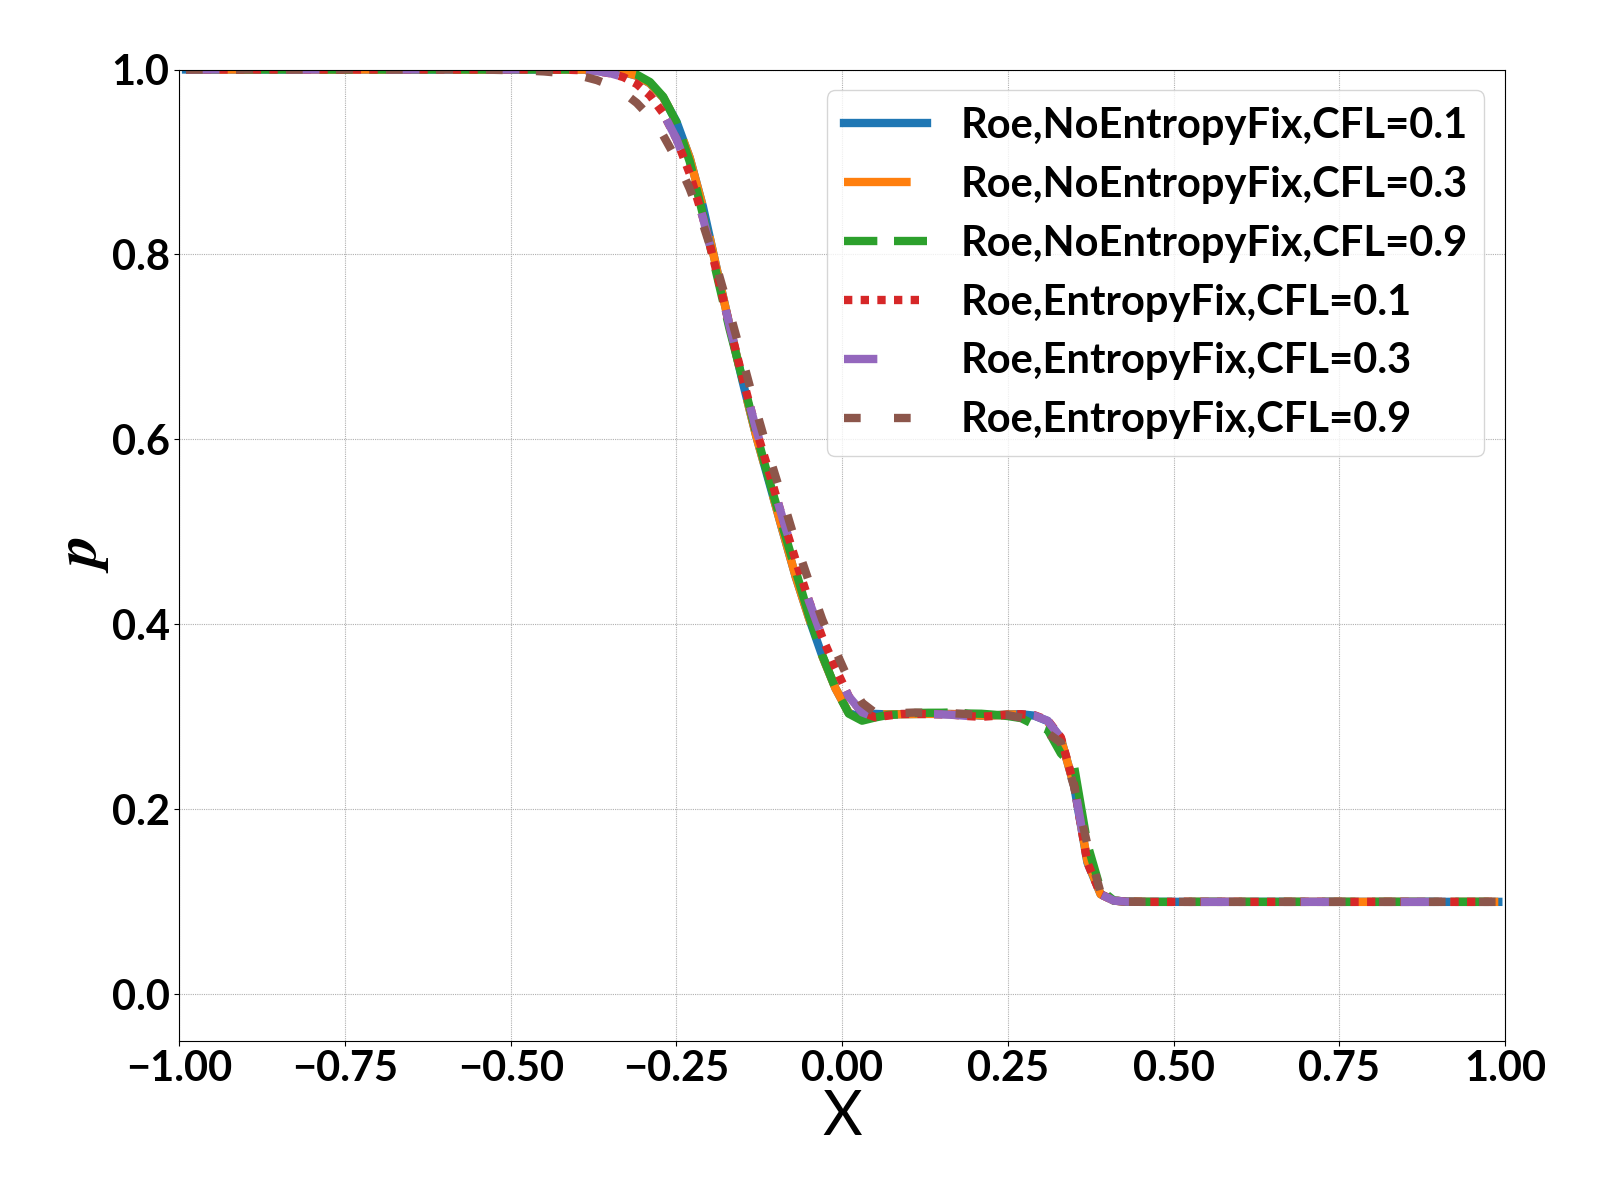 1.0
0.8
0.6
0.4
0.2
0.0
p
Roe,NoEntropyFix,CFL=0.1
Roe,NoEntropyFix,CFL=0.3
Roe,NoEntropyFix,CFL=0.9
Roe,EntropyFix,CFL=0.1
Roe,EntropyFix,CFL=0.3
Roe,EntropyFix,CFL=0.9
−1.00 −0.75 −0.50 −0.25 0.00 0.25 0.50 0.75 1.00
X